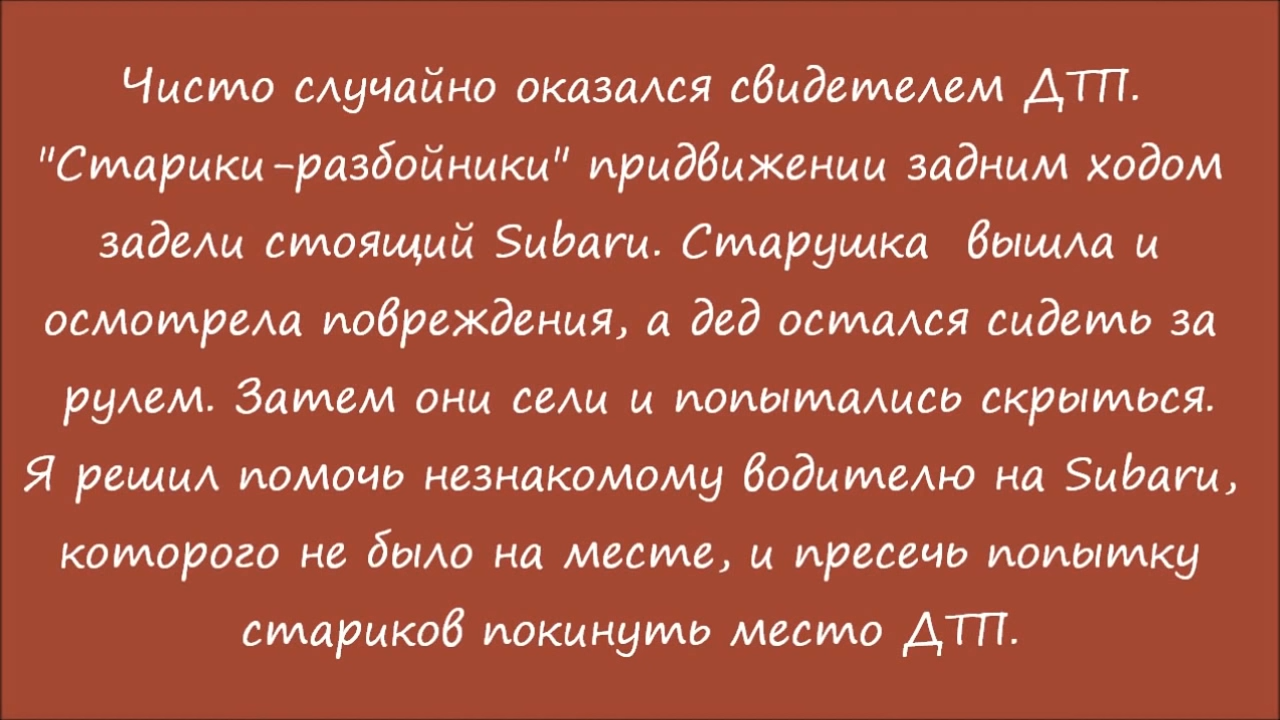 Чисто случайно оказался свидетелем ДТП.
"Старики-разбойники" придвижении задним ходом
задели стоящий Subaru. Старушка вышла и
осмотрела повреждения, а дед остался сидеть за
рулем. Затем они сели и попытались скрыться.
Я решил помочь незнакомому водителю на Subaru,
которого не было на месте, и пресечь попытку
стариков покинуть место ДТП.